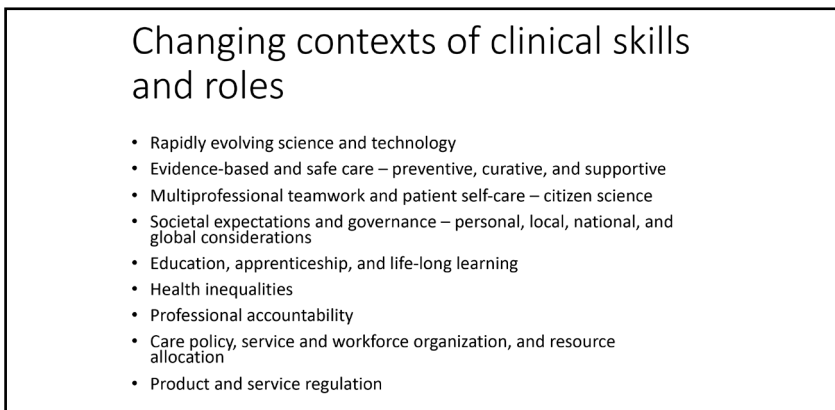 Changing contexts of clinical skills
and roles
• Rapidly evolving science and technology
• Evidence-based and safe care – preventive, curative, and supportive
• Multiprofessional teamwork and patient self-care – citizen science
• Societal expectations and governance – personal, local, national, and
global considerations
• Education, apprenticeship, and life-long learning
• Health inequalities
• Professional accountability
• Care policy, service and workforce organization, and resource
allocation
• Product and service regulation